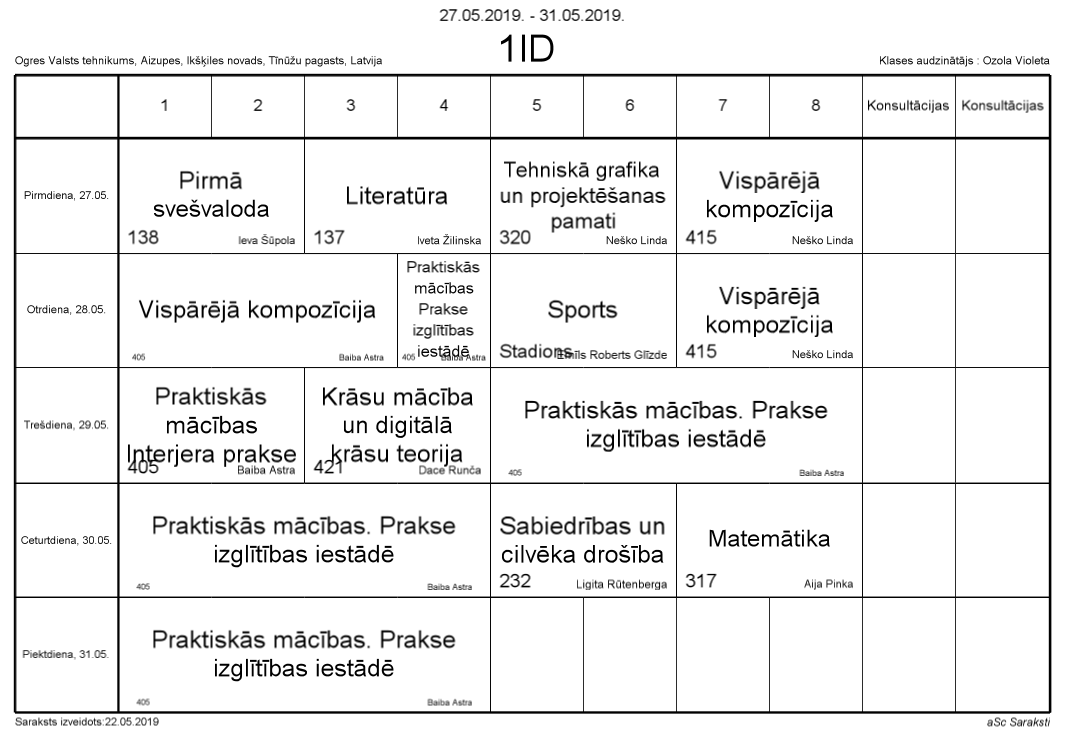 27.05.2019. - 31.05.2019.
1ID
Ogres Valsts tehnikums, Aizupes, Ikšķiles novads, Tīnūžu pagasts, Latvija
Klases audzinātājs : Ozola Violeta
1 2 3 4 5 6 7 8 Konsultācijas Konsultācijas
Pirmdiena, 27.05.
Pirmā
svešvaloda
138 Ieva Šūpola
Literatūra
137 Iveta Žilinska
Tehniskā grafika
un projektēšanas
pamati
320 Neško Linda
Vispārējā
kompozīcija
415 Neško Linda
Otrdiena, 28.05.
Vispārējā kompozīcija
405 Baiba Astra
Praktiskās
mācības
Prakse
izglītības
iestādē
405 Baiba Astra
Sports
Stadions Emīls Roberts Glīzde
Vispārējā
kompozīcija
415 Neško Linda
Trešdiena, 29.05.
Praktiskās
mācības
Interjera prakse
405 Baiba Astra
Krāsu mācība
un digitālā
krāsu teorija
421 Dace Runča
Praktiskās mācības. Prakse
izglītības iestādē
405 Baiba Astra
Ceturtdiena, 30.05.
Praktiskās mācības. Prakse
izglītības iestādē
405 Baiba Astra
Sabiedrības un
cilvēka drošība
232 Ligita Rūtenberga
Matemātika
317 Aija Pinka
Piektdiena, 31.05.
Praktiskās mācības. Prakse
izglītības iestādē
405 Baiba Astra
Saraksts izveidots:22.05.2019
aSc Saraksti